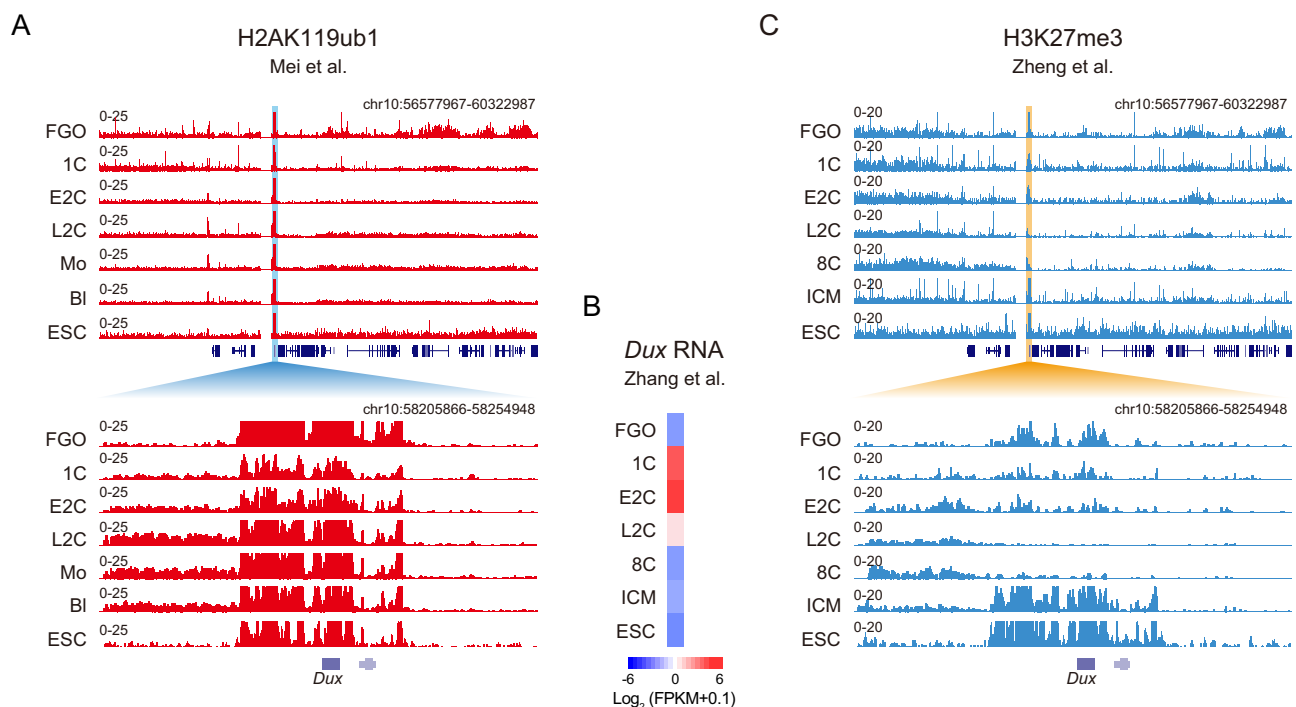 A
H2AK119ub1
Mei et al.
chr10:56577967-60322987
FGO 0-25
1C 0-25
E2C 0-25
L2C 0-25
Mo 0-25
Bl 0-25
ESC 0-25
chr10:58205866-58254948
FGO 0-25
1C 0-25
E2C 0-25
L2C 0-25
Mo 0-25
Bl 0-25
ESC 0-25
Dux
B
Dux RNA
Zhang et al.
FGO
1C
E2C
L2C
8C
ICM
ESC
-6 0 6
Log₂ (FPKM+0.1)
C
H3K27me3
Zheng et al.
chr10:56577967-60322987
FGO 0-20
1C 0-20
E2C 0-20
L2C 0-20
8C 0-20
ICM 0-20
ESC 0-20
chr10:58205866-58254948
FGO 0-20
1C 0-20
E2C 0-20
L2C 0-20
8C 0-20
ICM 0-20
ESC 0-20
Dux